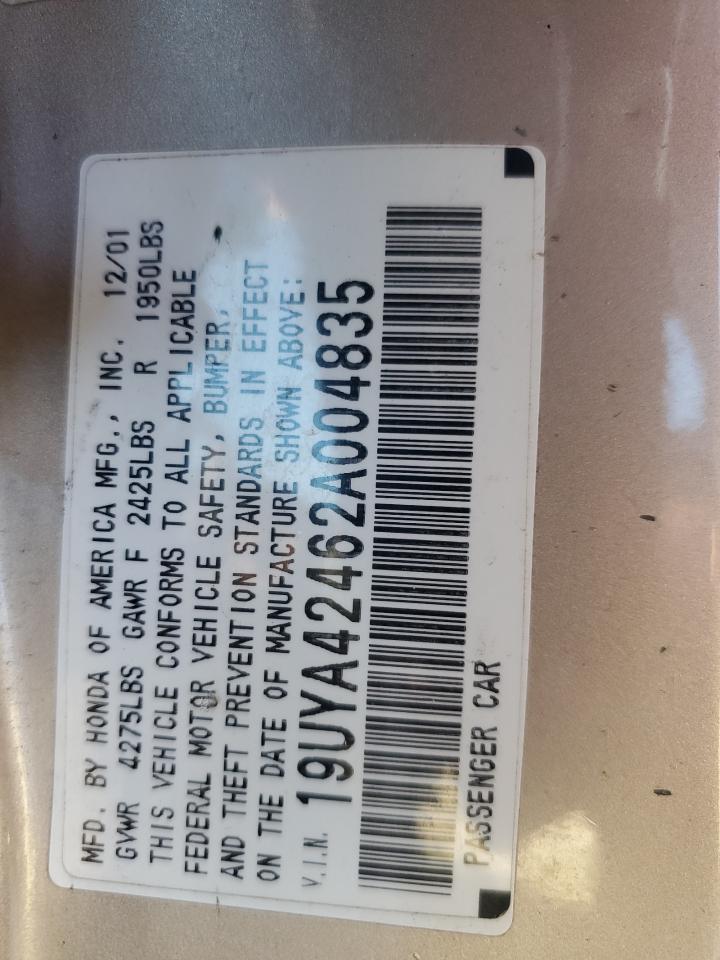 MFD. BY HONDA OF AMERICA MFG., INC. 12/01
GVWR 4275LBS GAWR F 2425LBS R 1950LBS
THIS VEHICLE CONFORMS TO ALL APPLICABLE
FEDERAL MOTOR VEHICLE SAFETY, BUMPER,
AND THEFT PREVENTION STANDARDS IN EFFECT
ON THE DATE OF MANUFACTURE SHOWN ABOVE:
V.I.N. 19UYA42462A004835
PASSENGER CAR